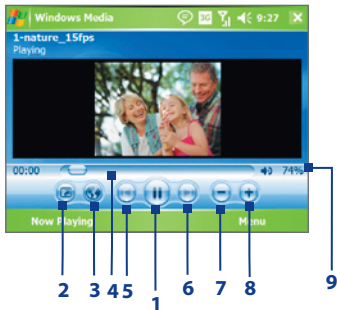 Windows Media 3G 9:27
1-nature_15fps
Playing
00:00 74%
Now Playing Menu
2 3 4 5 1 6 7 8 9